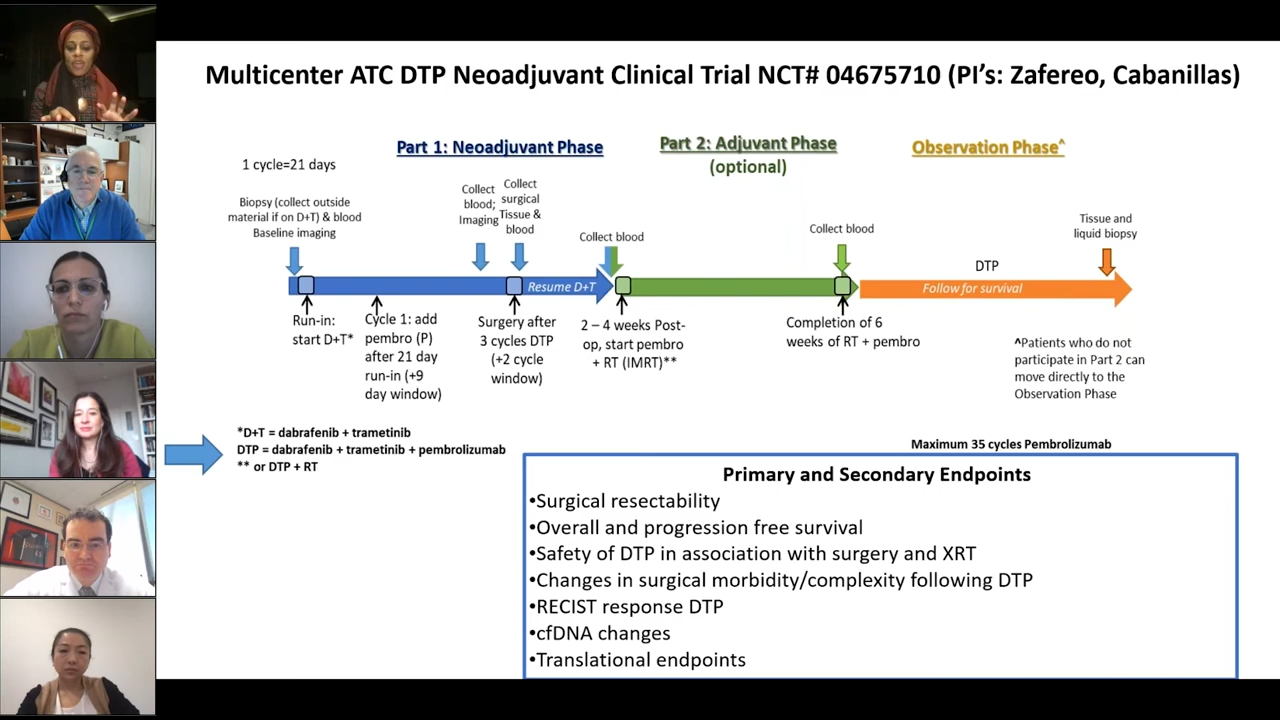 Multicenter ATC DTP Neoadjuvant Clinical Trial NCT# 04675710 (PI’s: Zafereo, Cabanillas)
Part 1: Neoadjuvant Phase
Part 2: Adjuvant Phase
(optional)
Observation Phase^
1 cycle=21 days
Biopsy (collect outside
material if on D+T) & blood
Baseline imaging
Collect
blood;
Imaging
Collect
surgical
Tissue &
blood
Collect blood
Collect blood
Tissue and
liquid biopsy
DTP
Resume D+T
Follow for survival
Run-in:
start D+T*
Cycle 1: add
pembro (P)
after 21 day
run-in (+9
day window)
Surgery after
3 cycles DTP
(+2 cycle
window)
2 – 4 weeks Post-
op, start pembro
+ RT (IMRT)**
Completion of 6
weeks of RT + pembro
^Patients who do not
participate in Part 2 can
move directly to the
Observation Phase
*D+T = dabrafenib + trametinib
DTP = dabrafenib + trametinib + pembrolizumab
** or DTP + RT
Maximum 35 cycles Pembrolizumab
Primary and Secondary Endpoints
•Surgical resectability
•Overall and progression free survival
•Safety of DTP in association with surgery and XRT
•Changes in surgical morbidity/complexity following DTP
•RECIST response DTP
•cfDNA changes
•Translational endpoints